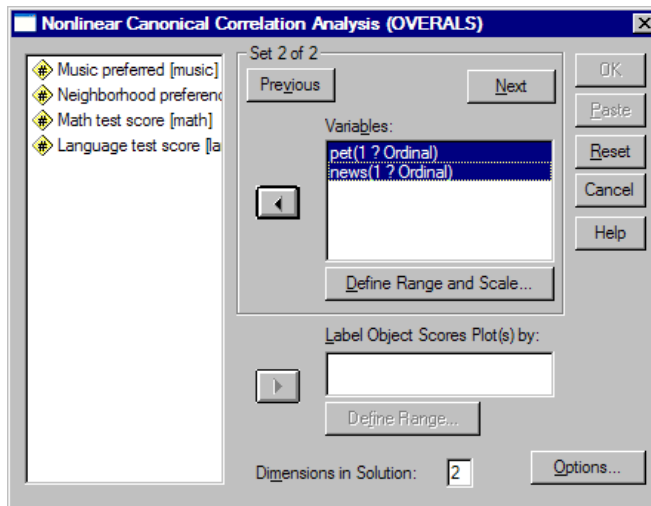 Nonlinear Canonical Correlation Analysis (OVERALS)
Music preferred [music]
Neighborhood preferenc
Math test score [math]
Language test score [la
Set 2 of 2
Previous
Next
Variables:
pet(1 ? Ordinal)
news(1 ? Ordinal)
Define Range and Scale...
Label Object Scores Plot(s) by:
Define Range...
Dimensions in Solution: 2
OK
Paste
Reset
Cancel
Help
Options...